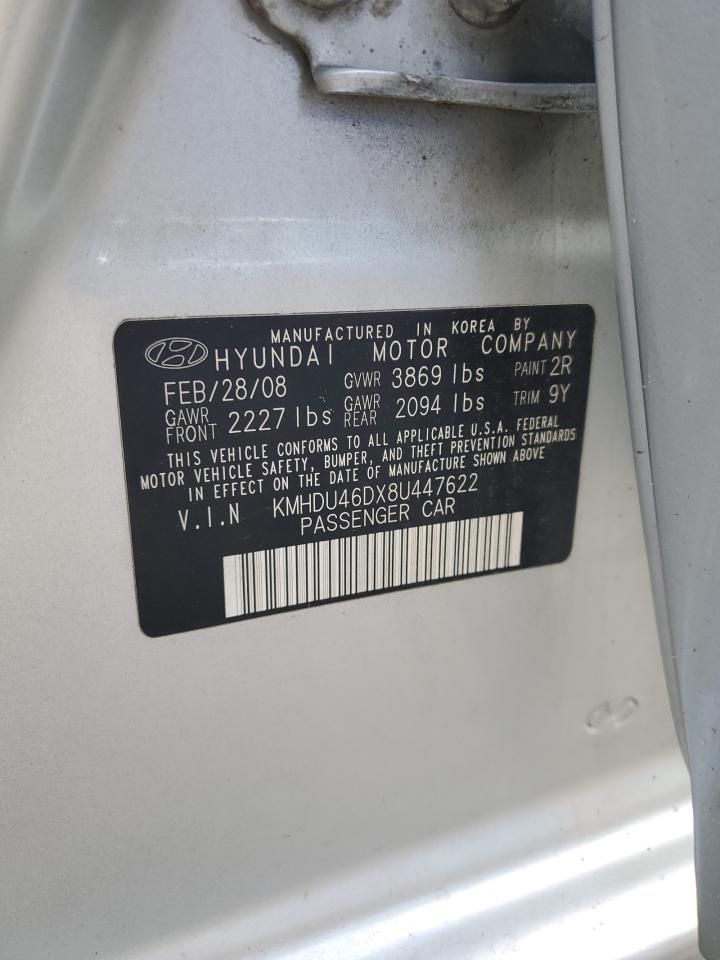 MANUFACTURED IN KOREA BY
HYUNDAI MOTOR COMPANY
FEB/28/08 GVWR 3869 lbs PAINT 2R
GAWR FRONT 2227 lbs GAWR REAR 2094 lbs TRIM 9Y
THIS VEHICLE CONFORMS TO ALL APPLICABLE U.S.A. FEDERAL
MOTOR VEHICLE SAFETY, BUMPER, AND THEFT PREVENTION STANDARDS
IN EFFECT ON THE DATE OF MANUFACTURE SHOWN ABOVE
V.I.N KMHDU46DX8U447622
PASSENGER CAR